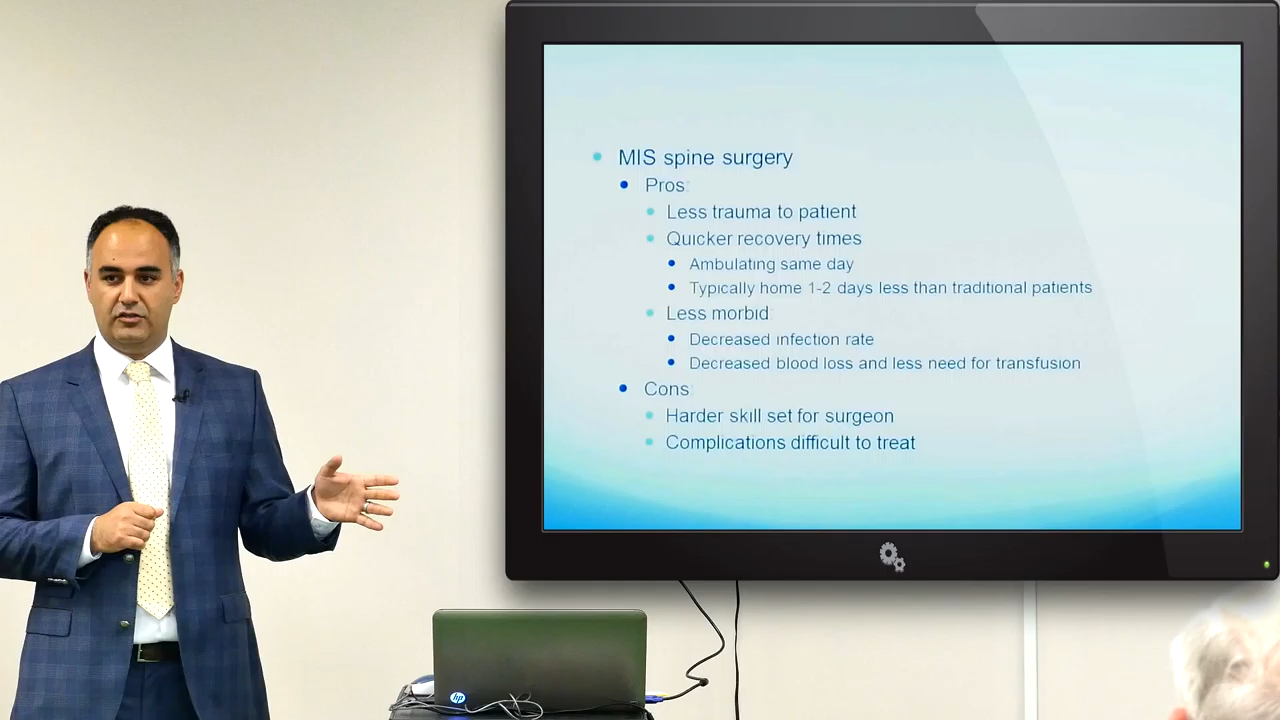 MIS spine surgery
Pros:
Less trauma to patient
Quicker recovery times
Ambulating same day
Typically home 1-2 days less than traditional patients
Less morbid
Decreased infection rate
Decreased blood loss and less need for transfusion
Cons:
Harder skill set for surgeon
Complications difficult to treat
hp